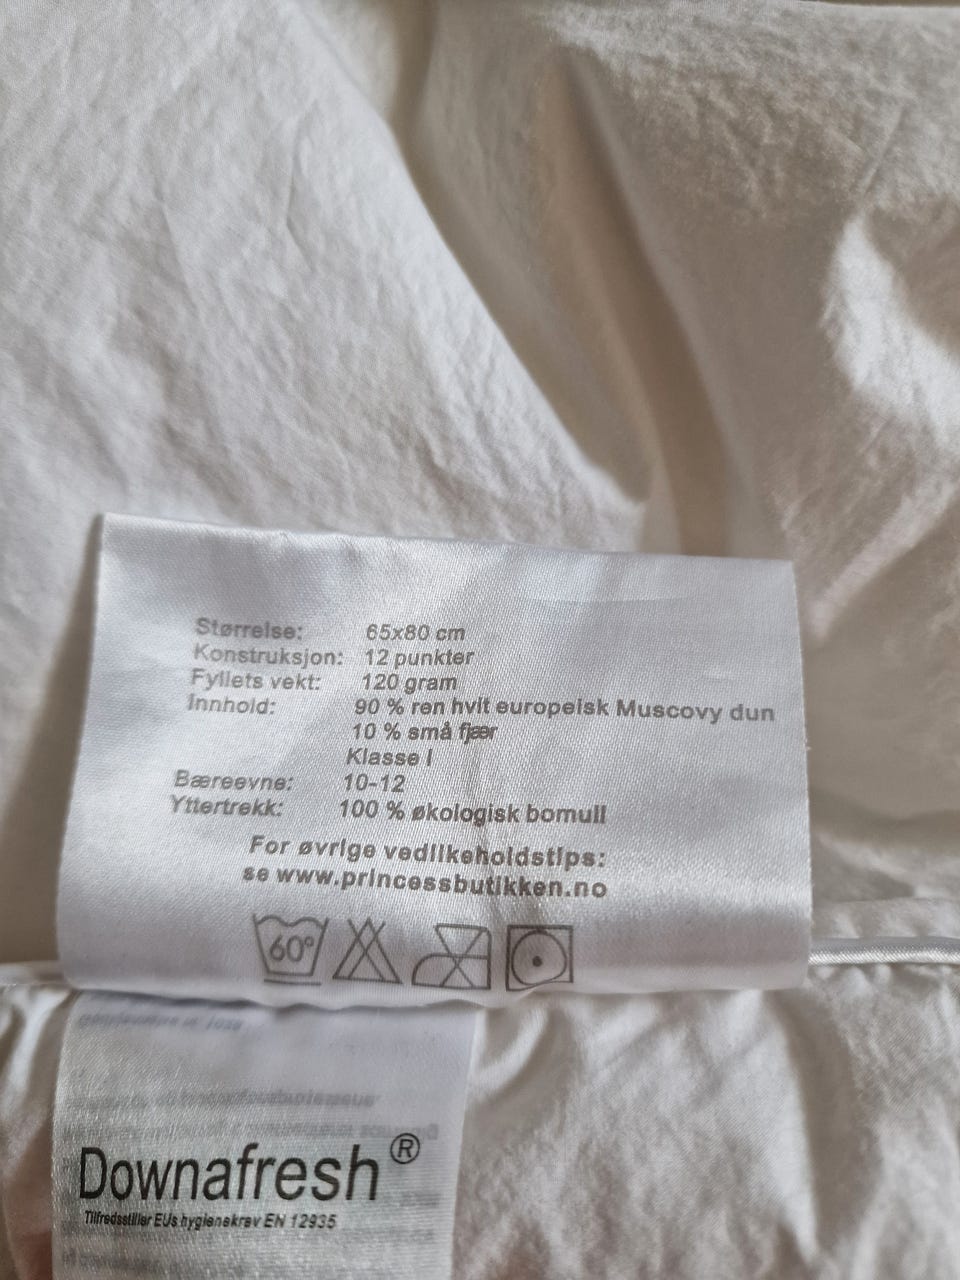 Størrelse: 65x80 cm
Konstruksjon: 12 punkter
Fyllets vekt: 120 gram
Innhold: 90 % ren hvit europeisk Muscovy dun
10 % små fjær
Klasse I
Bæreevne: 10-12
Yttertrekk: 100 % økologisk bomull
For øvrige vedlikeholdstips:
se www.princessbutikken.no
60°
Downafresh®
Tilfredsstiller EUs hygienekrav EN 12935